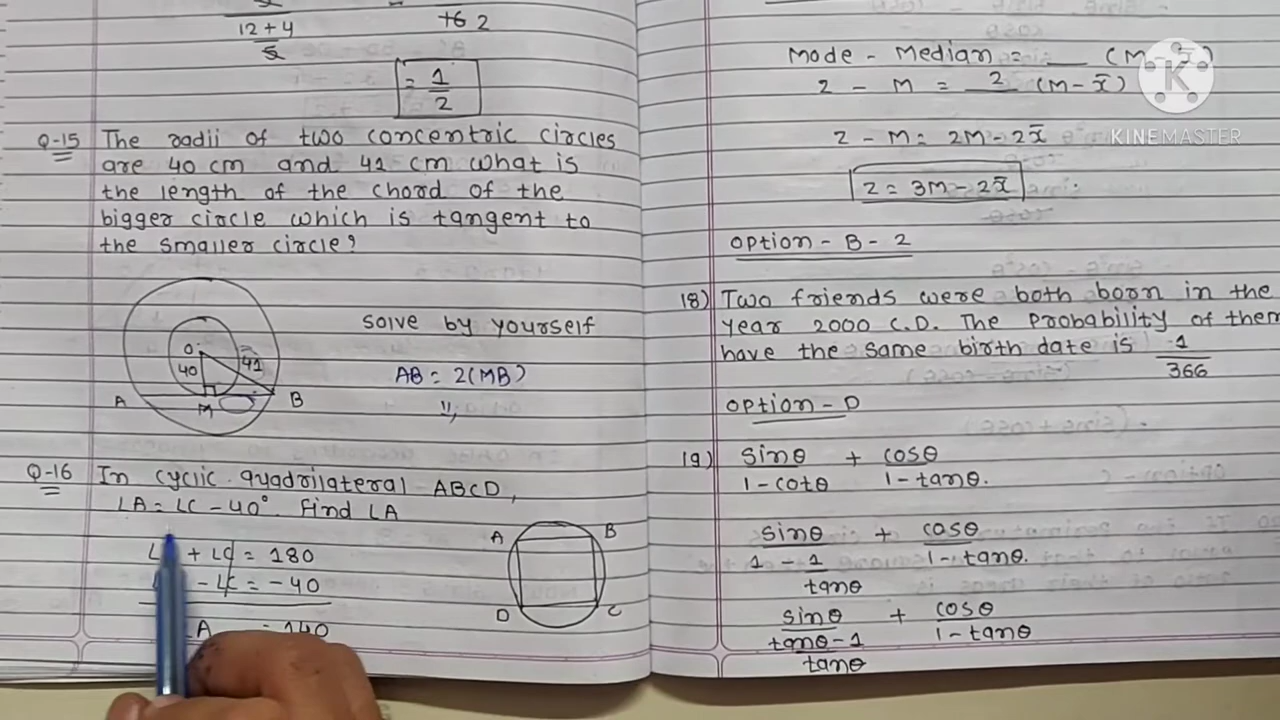 12 + 4
5
+6 2
= 1
2
Q-15 The radii of two concentric circles
are 40 cm and 41 cm what is
the length of the chord of the
bigger circle which is tangent to
the smaller circle?
O
40
41
A
M
B
Solve by yourself
AB = 2(MB)
Q-16 In cyclic quadrilateral ABCD,
∠A = ∠C - 40° Find ∠A
∠ + ∠C = 180
- ∠C = -40
∠A = 140
A
B
D
C
Mode - Median = __ (M - x̄)
Z - M = 2 (M - x̄)
Z - M = 2M - 2x̄
Z = 3M - 2x̄
Option - B - 2
18) Two friends were both born in the
year 2000 C.D. The Probability of them
have the same birth date is 1
366
Option - D
19) sinθ + cosθ
1 - cotθ 1 - tanθ.
sinθ + cosθ
1 - 1 1 - tanθ.
tanθ
sinθ + cosθ
tanθ - 1 1 - tanθ
tanθ
K
KINEMASTER